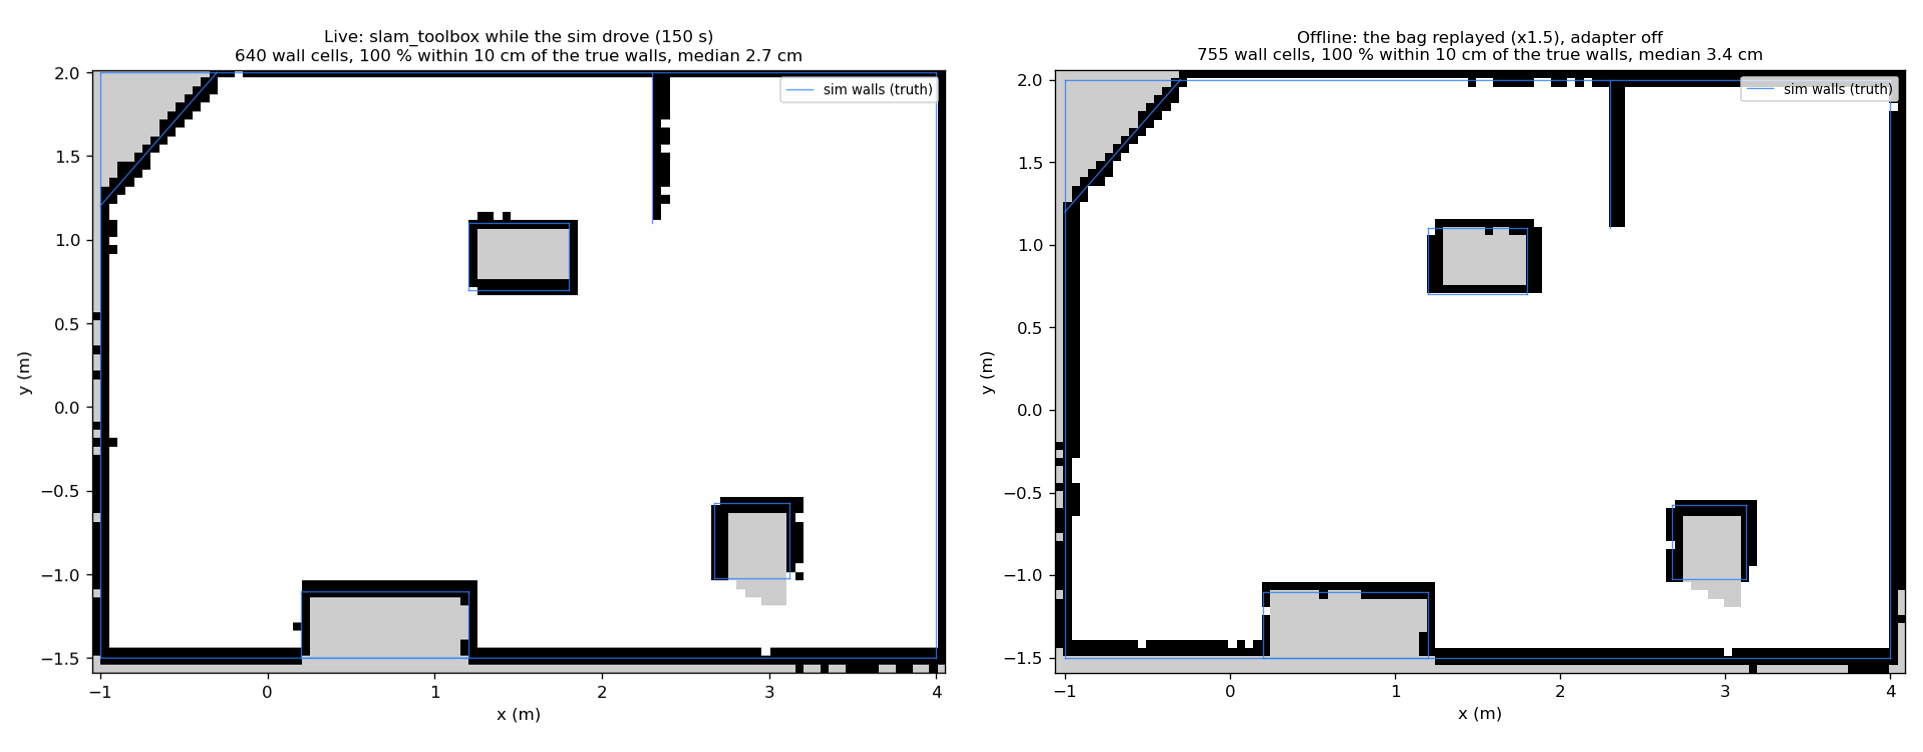 Live: slam_toolbox while the sim drove (150 s)
640 wall cells, 100 % within 10 cm of the true walls, median 2.7 cm
sim walls (truth)
2.0
1.5
1.0
0.5
0.0
−0.5
−1.0
−1.5
y (m)
−1
0
1
2
3
4
x (m)
Offline: the bag replayed (x1.5), adapter off
755 wall cells, 100 % within 10 cm of the true walls, median 3.4 cm
sim walls (truth)
2.0
1.5
1.0
0.5
0.0
−0.5
−1.0
−1.5
y (m)
−1
0
1
2
3
4
x (m)